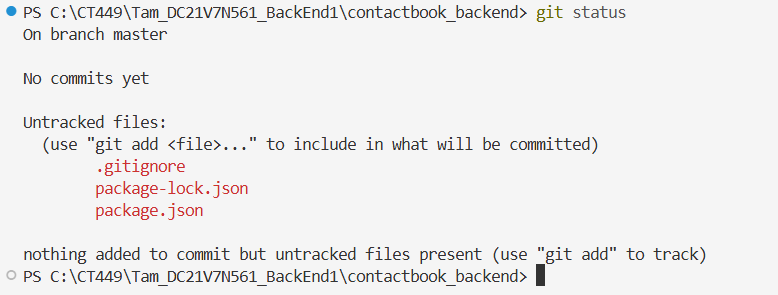 PS C:\CT449\Tam_DC21V7N561_BackEnd1\contactbook_backend> git status
On branch master
No commits yet
Untracked files:
(use "git add <file>..." to include in what will be committed)
.gitignore
package-lock.json
package.json
nothing added to commit but untracked files present (use "git add" to track)
PS C:\CT449\Tam_DC21V7N561_BackEnd1\contactbook_backend>